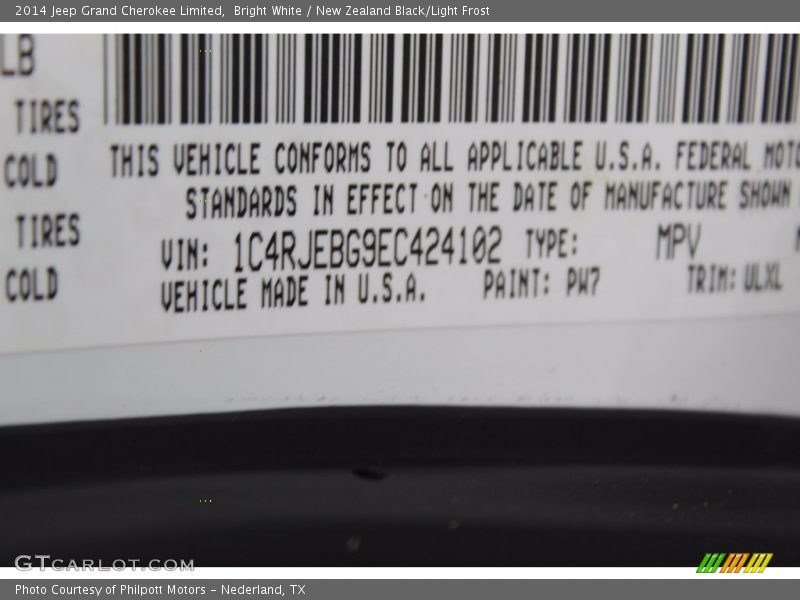 2014 Jeep Grand Cherokee Limited, Bright White / New Zealand Black/Light Frost
LB
TIRES
COLD
TIRES
COLD
THIS VEHICLE CONFORMS TO ALL APPLICABLE U.S.A. FEDERAL MOTO
STANDARDS IN EFFECT ON THE DATE OF MANUFACTURE SHOWN
VIN: 1C4RJEBG9EC424102 TYPE: MPV
VEHICLE MADE IN U.S.A. PAINT: PW7 TRIM: ULXL
GTCARLOT.COM
Photo Courtesy of Philpott Motors - Nederland, TX